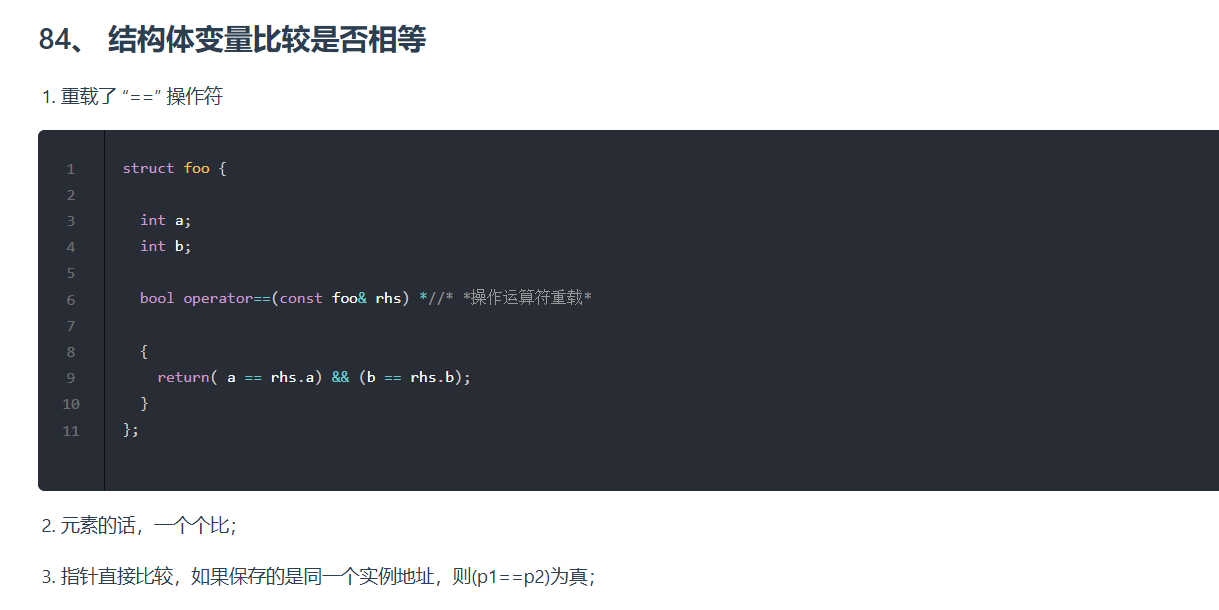 84、 结构体变量比较是否相等
1. 重载了 “==” 操作符
1 struct foo {
2
3 int a;
4 int b;
5
6 bool operator==(const foo& rhs) *//* *操作运算符重载*
7
8 {
9 return( a == rhs.a) && (b == rhs.b);
10 }
11 };
2. 元素的话，一个个比；
3. 指针直接比较，如果保存的是同一个实例地址，则(p1==p2)为真；